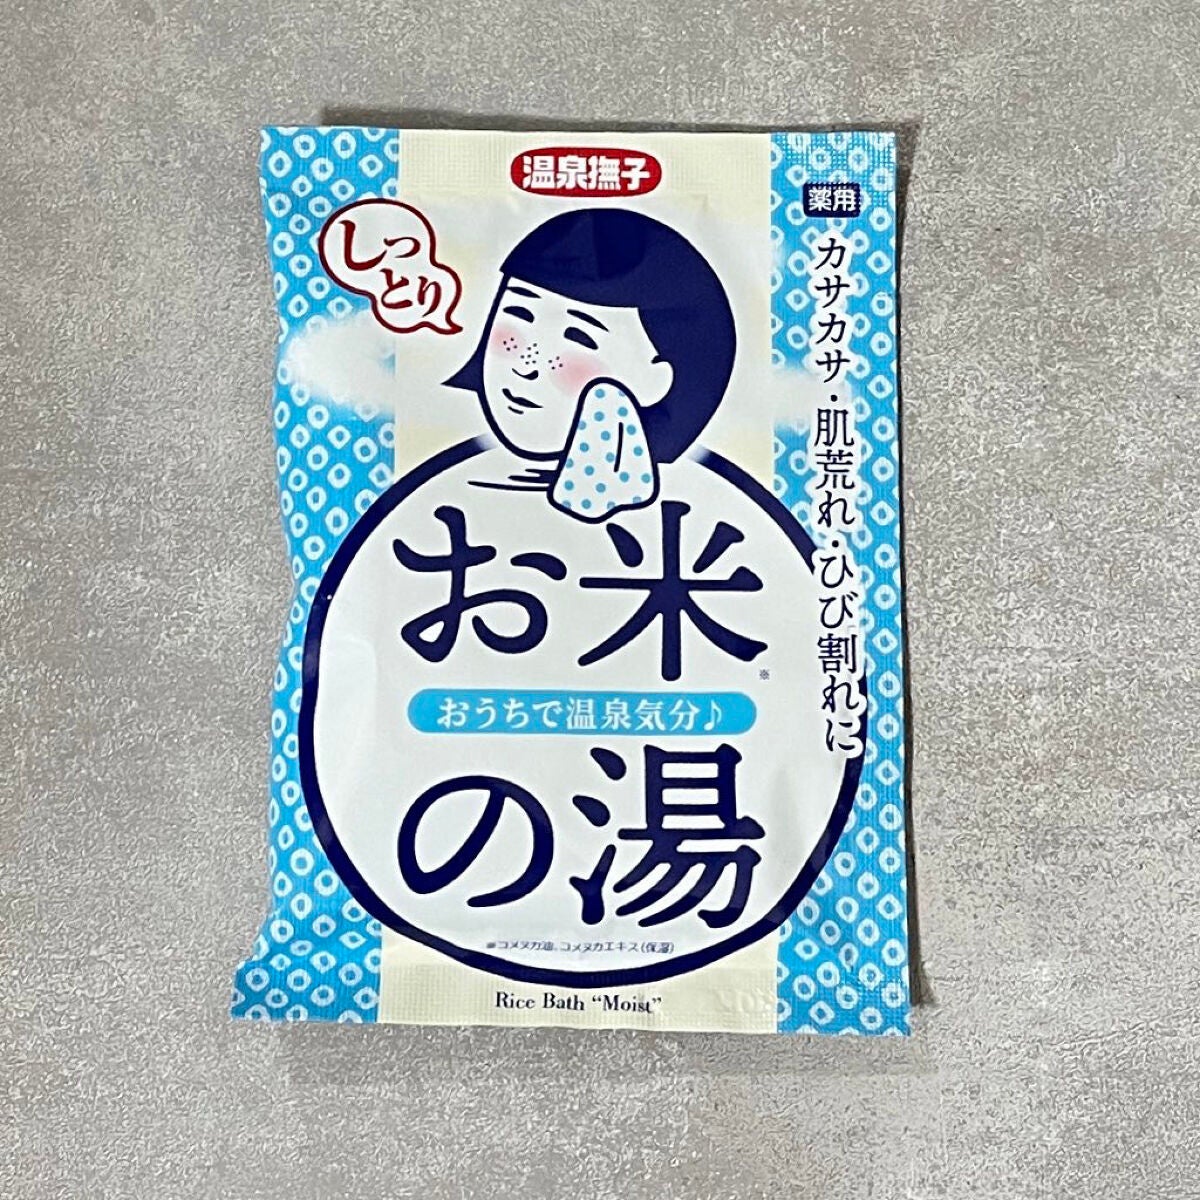 温泉撫子
薬用
しっ
とり
カサカサ・肌荒れ・ひび割れに
お米
※
おうちで温泉気分♪
の湯
※コメヌカ油、コメヌカエキス(保湿)
Rice Bath “Moist”